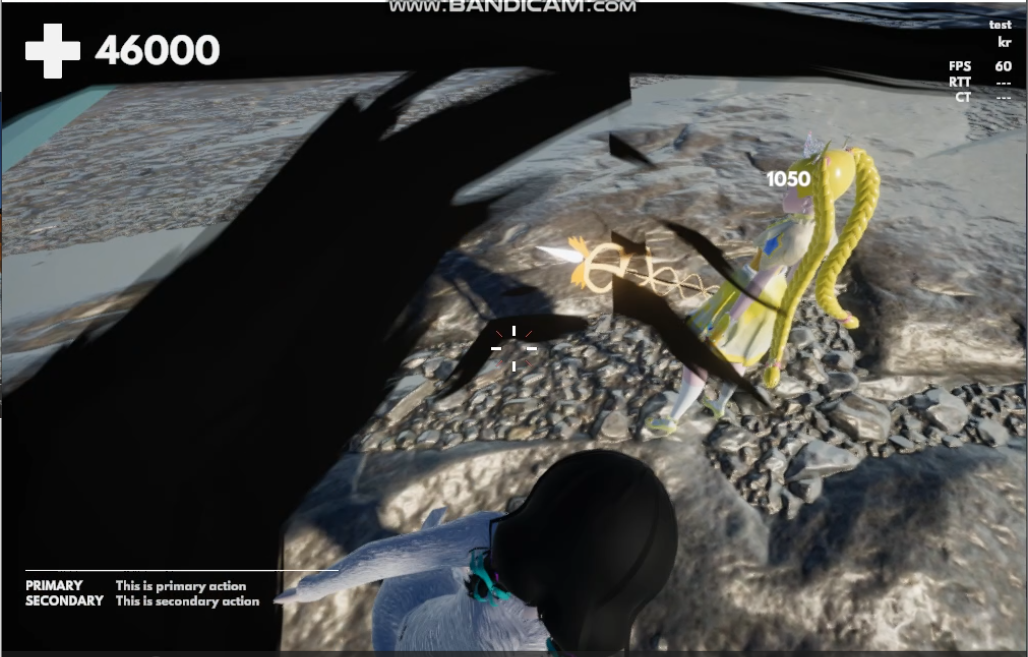 www.BANDICAM.com
46000
test
kr
FPS 60
RTT ---
CT ---
1050
PRIMARY This is primary action
SECONDARY This is secondary action